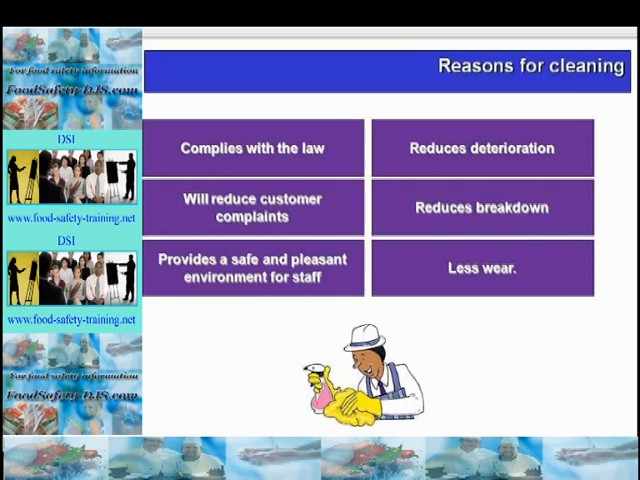 For food safety information
FoodSafety-DJS.com
DSI
www.food-safety-training.net
DSI
www.food-safety-training.net
For food safety information
FoodSafety-DJS.com
Reasons for cleaning
Complies with the law
Reduces deterioration
Will reduce customer
complaints
Reduces breakdown
Provides a safe and pleasant
environment for staff
Less wear.